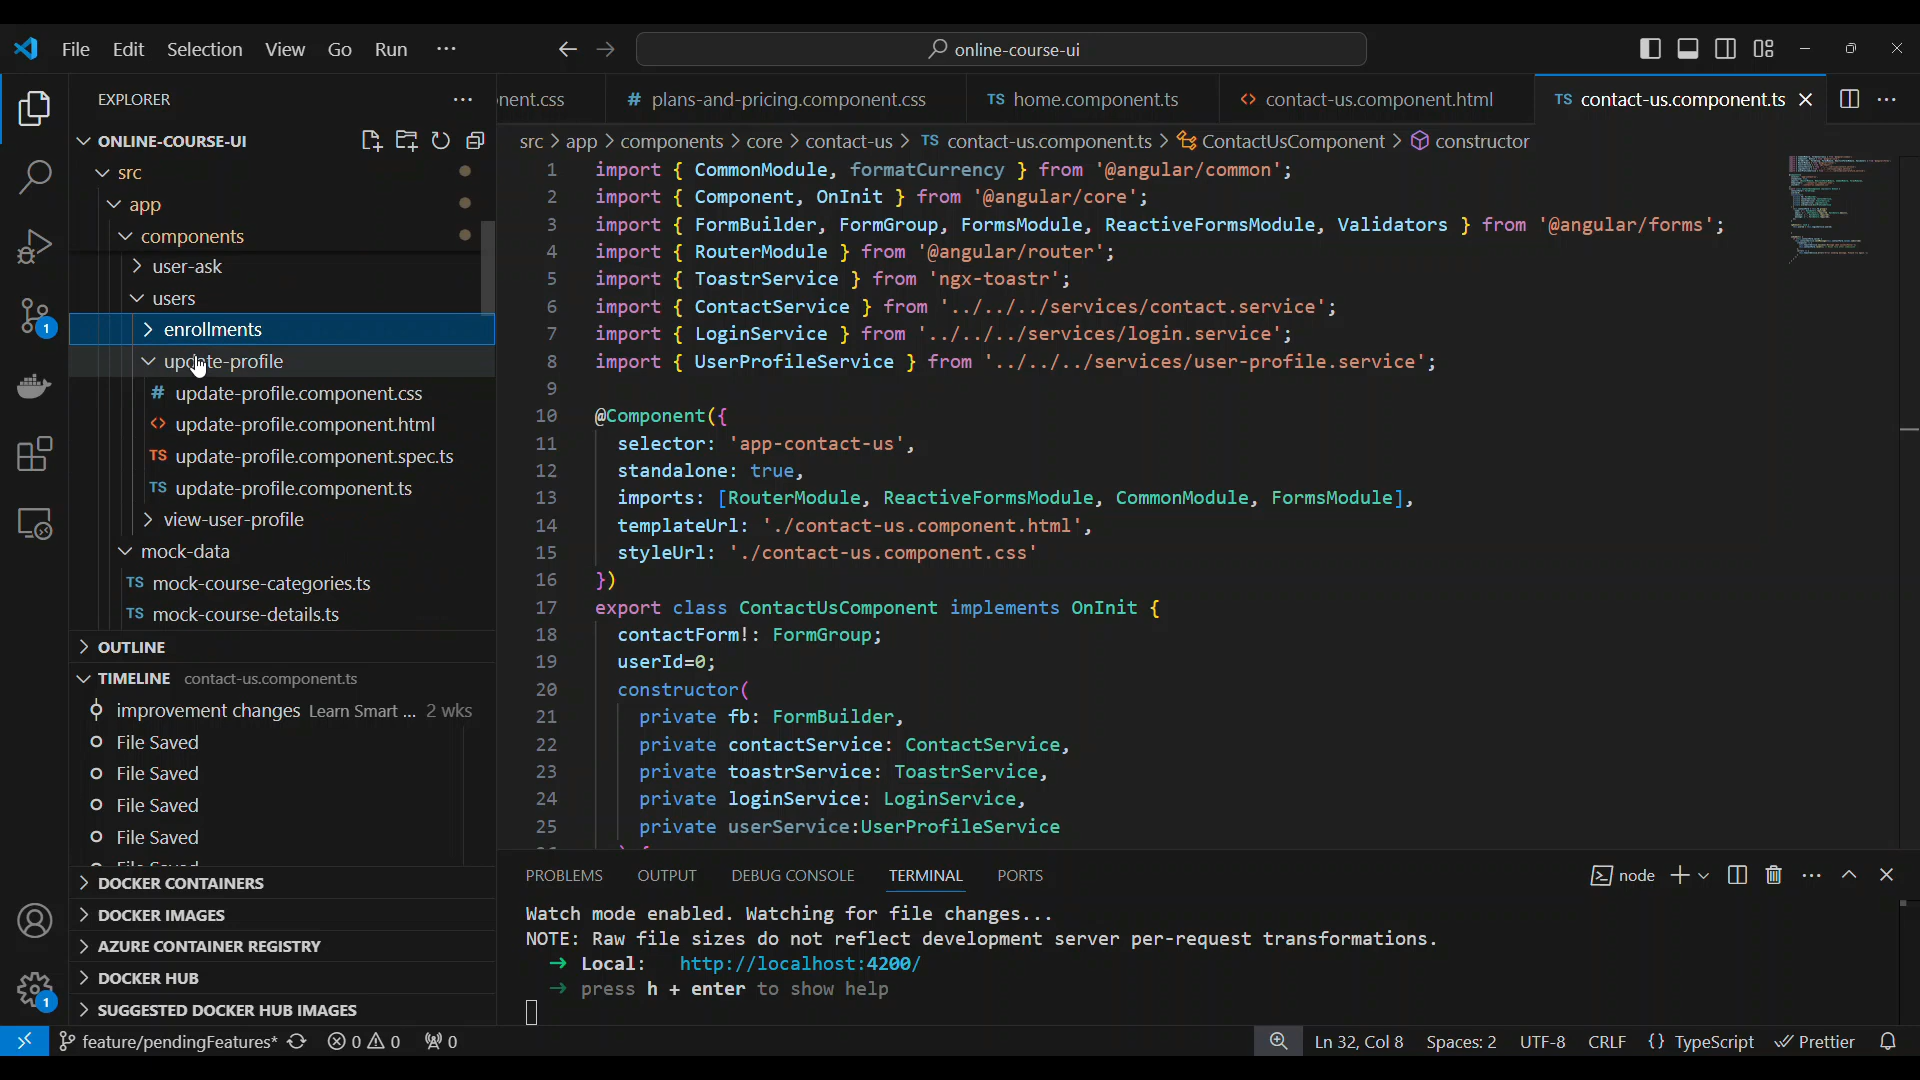 File Edit Selection View Go Run ···
online-course-ui
EXPLORER
ONLINE-COURSE-UI
src
app
components
user-ask
users
enrollments
update-profile
# update-profile.component.css
<> update-profile.component.html
TS update-profile.component.spec.ts
TS update-profile.component.ts
view-user-profile
mock-data
TS mock-course-categories.ts
TS mock-course-details.ts
OUTLINE
TIMELINE contact-us.component.ts
improvement changes Learn Smart ... 2 wks
File Saved
File Saved
File Saved
File Saved
DOCKER CONTAINERS
DOCKER IMAGES
AZURE CONTAINER REGISTRY
DOCKER HUB
SUGGESTED DOCKER HUB IMAGES
1
1
nent.css # plans-and-pricing.component.css TS home.component.ts <> contact-us.component.html TS contact-us.component.ts
src > app > components > core > contact-us > TS contact-us.component.ts > ContactUsComponent > constructor
1 import { CommonModule, formatCurrency } from '@angular/common';
2 import { Component, OnInit } from '@angular/core';
3 import { FormBuilder, FormGroup, FormsModule, ReactiveFormsModule, Validators } from '@angular/forms';
4 import { RouterModule } from '@angular/router';
5 import { ToastrService } from 'ngx-toastr';
6 import { ContactService } from '../../../services/contact.service';
7 import { LoginService } from '../../../services/login.service';
8 import { UserProfileService } from '../../../services/user-profile.service';
9
10 @Component({
11 selector: 'app-contact-us',
12 standalone: true,
13 imports: [RouterModule, ReactiveFormsModule, CommonModule, FormsModule],
14 templateUrl: './contact-us.component.html',
15 styleUrl: './contact-us.component.css'
16 })
17 export class ContactUsComponent implements OnInit {
18 contactForm!: FormGroup;
19 userId=0;
20 constructor(
21 private fb: FormBuilder,
22 private contactService: ContactService,
23 private toastrService: ToastrService,
24 private loginService: LoginService,
25 private userService:UserProfileService
PROBLEMS OUTPUT DEBUG CONSOLE TERMINAL PORTS
node
Watch mode enabled. Watching for file changes...
NOTE: Raw file sizes do not reflect development server per-request transformations.
→ Local: http://localhost:4200/
→ press h + enter to show help
feature/pendingFeatures* 0 0 0
Ln 32, Col 8 Spaces: 2 UTF-8 CRLF {} TypeScript Prettier